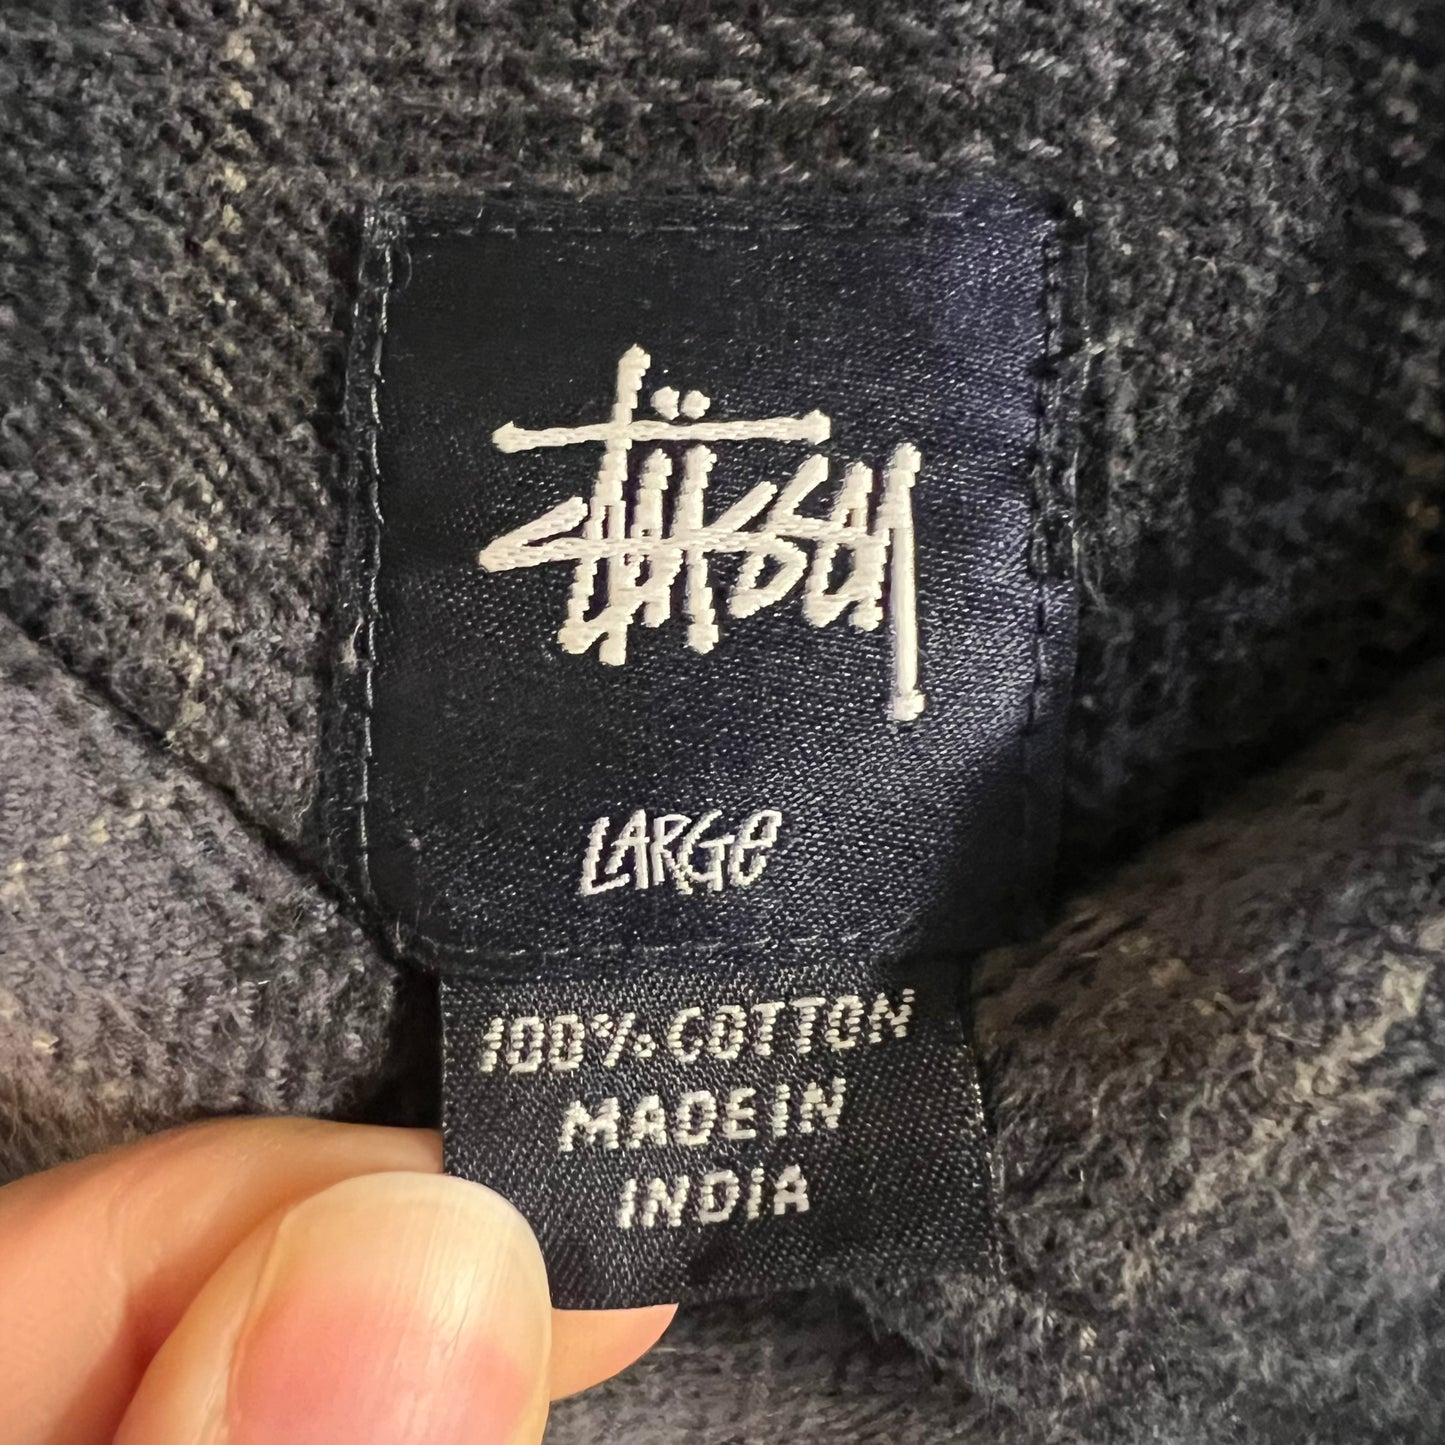 Stüssy
LARGe
100% COTTON
MADE IN
INDiA